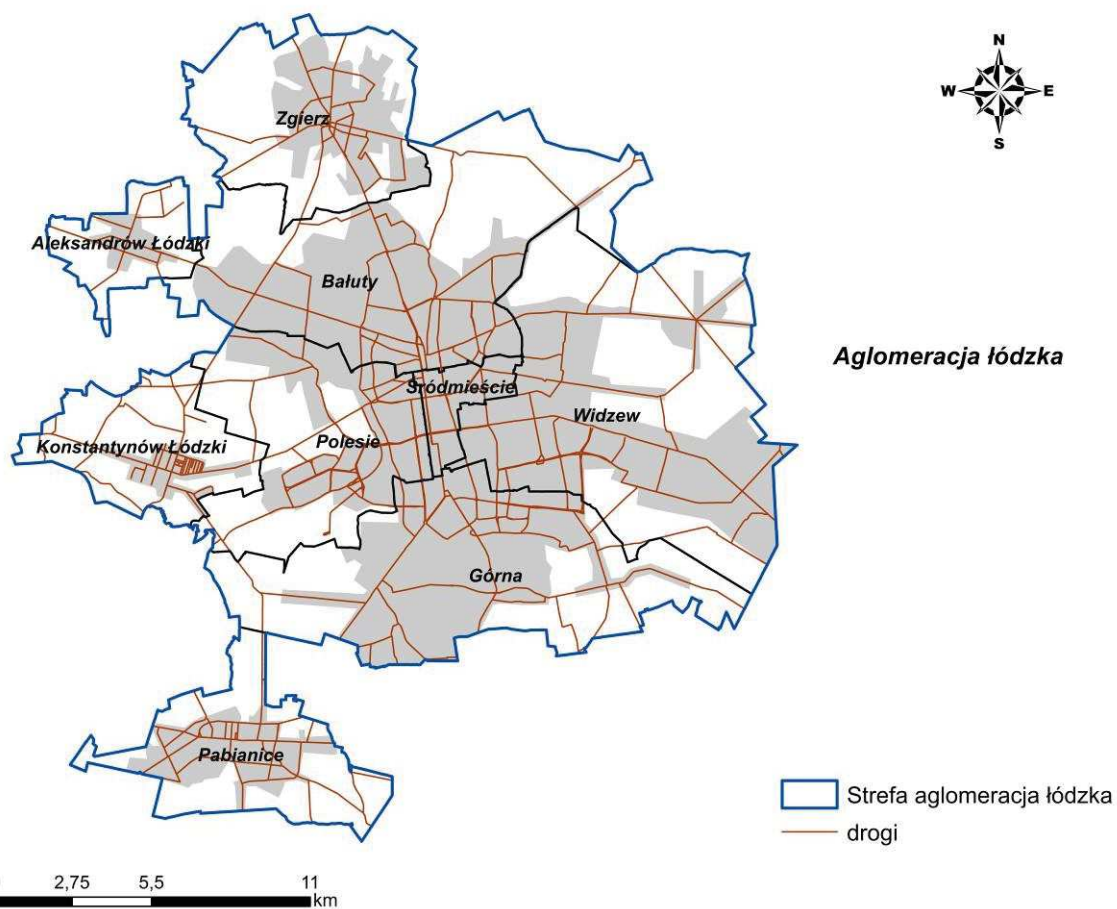 N
W E
S
Zgierz
Aleksandrów Łódzki
Bałuty
Aglomeracja łódzka
Śródmieście
Widzew
Polesie
Konstantynów Łódzki
Górna
Pabianice
Strefa aglomeracja łódzka
drogi
2,75 5,5 11
km